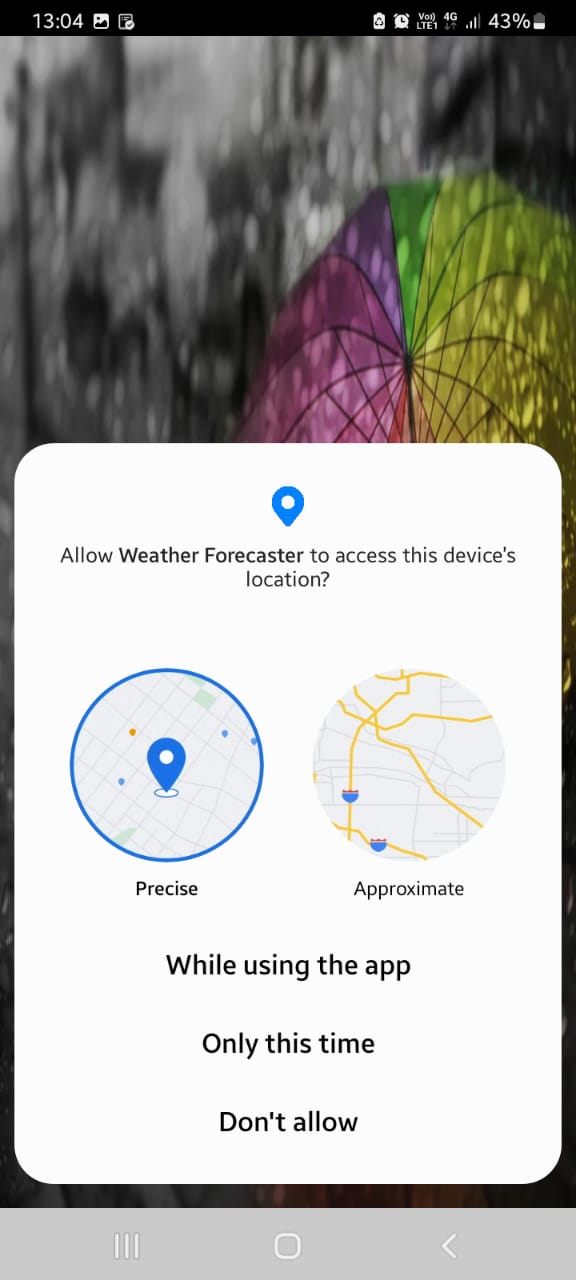 13:04 Vo)) LTE1 4G 43%
Allow Weather Forecaster to access this device's
location?
Precise Approximate
While using the app
Only this time
Don't allow